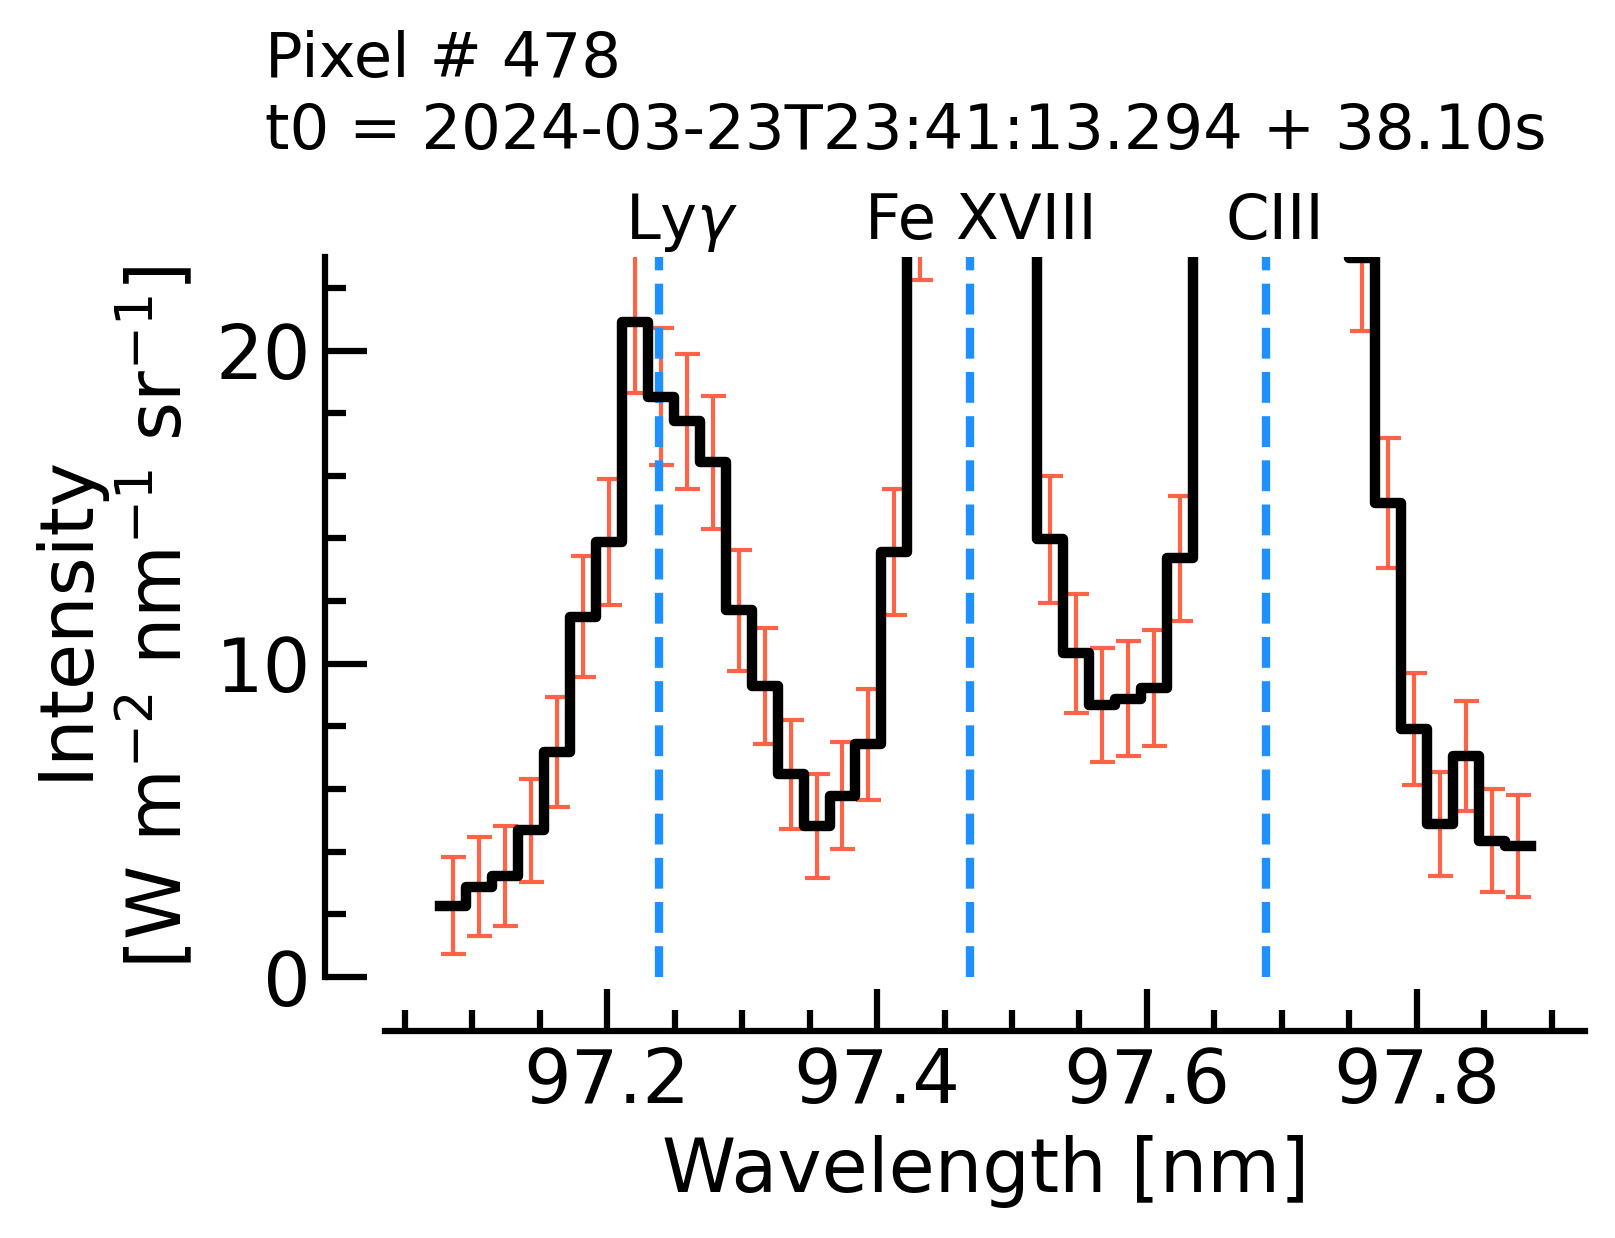 Pixel # 478
t0 = 2024-03-23T23:41:13.294 + 38.10s
Lyγ Fe XVIII CIII
Intensity
[W m⁻² nm⁻¹ sr⁻¹]
20
10
0
97.2 97.4 97.6 97.8
Wavelength [nm]